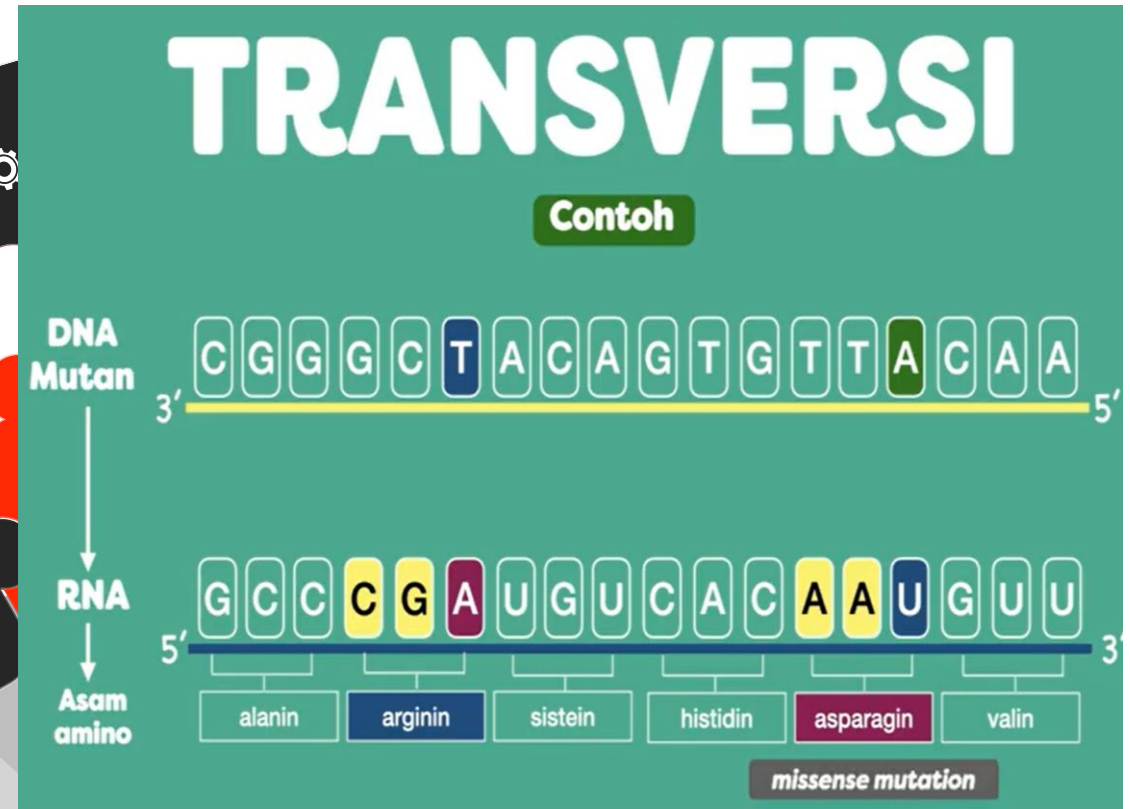 TRANSVERSI
Contoh
DNA
Mutan
C G G G C T A C A G T G T T A C A A
3′ 5′
RNA
G C C C G A U G U C A C A A U G U U
5′ 3′
Asam
amino
alanin arginin sistein histidin asparagin valin
missense mutation